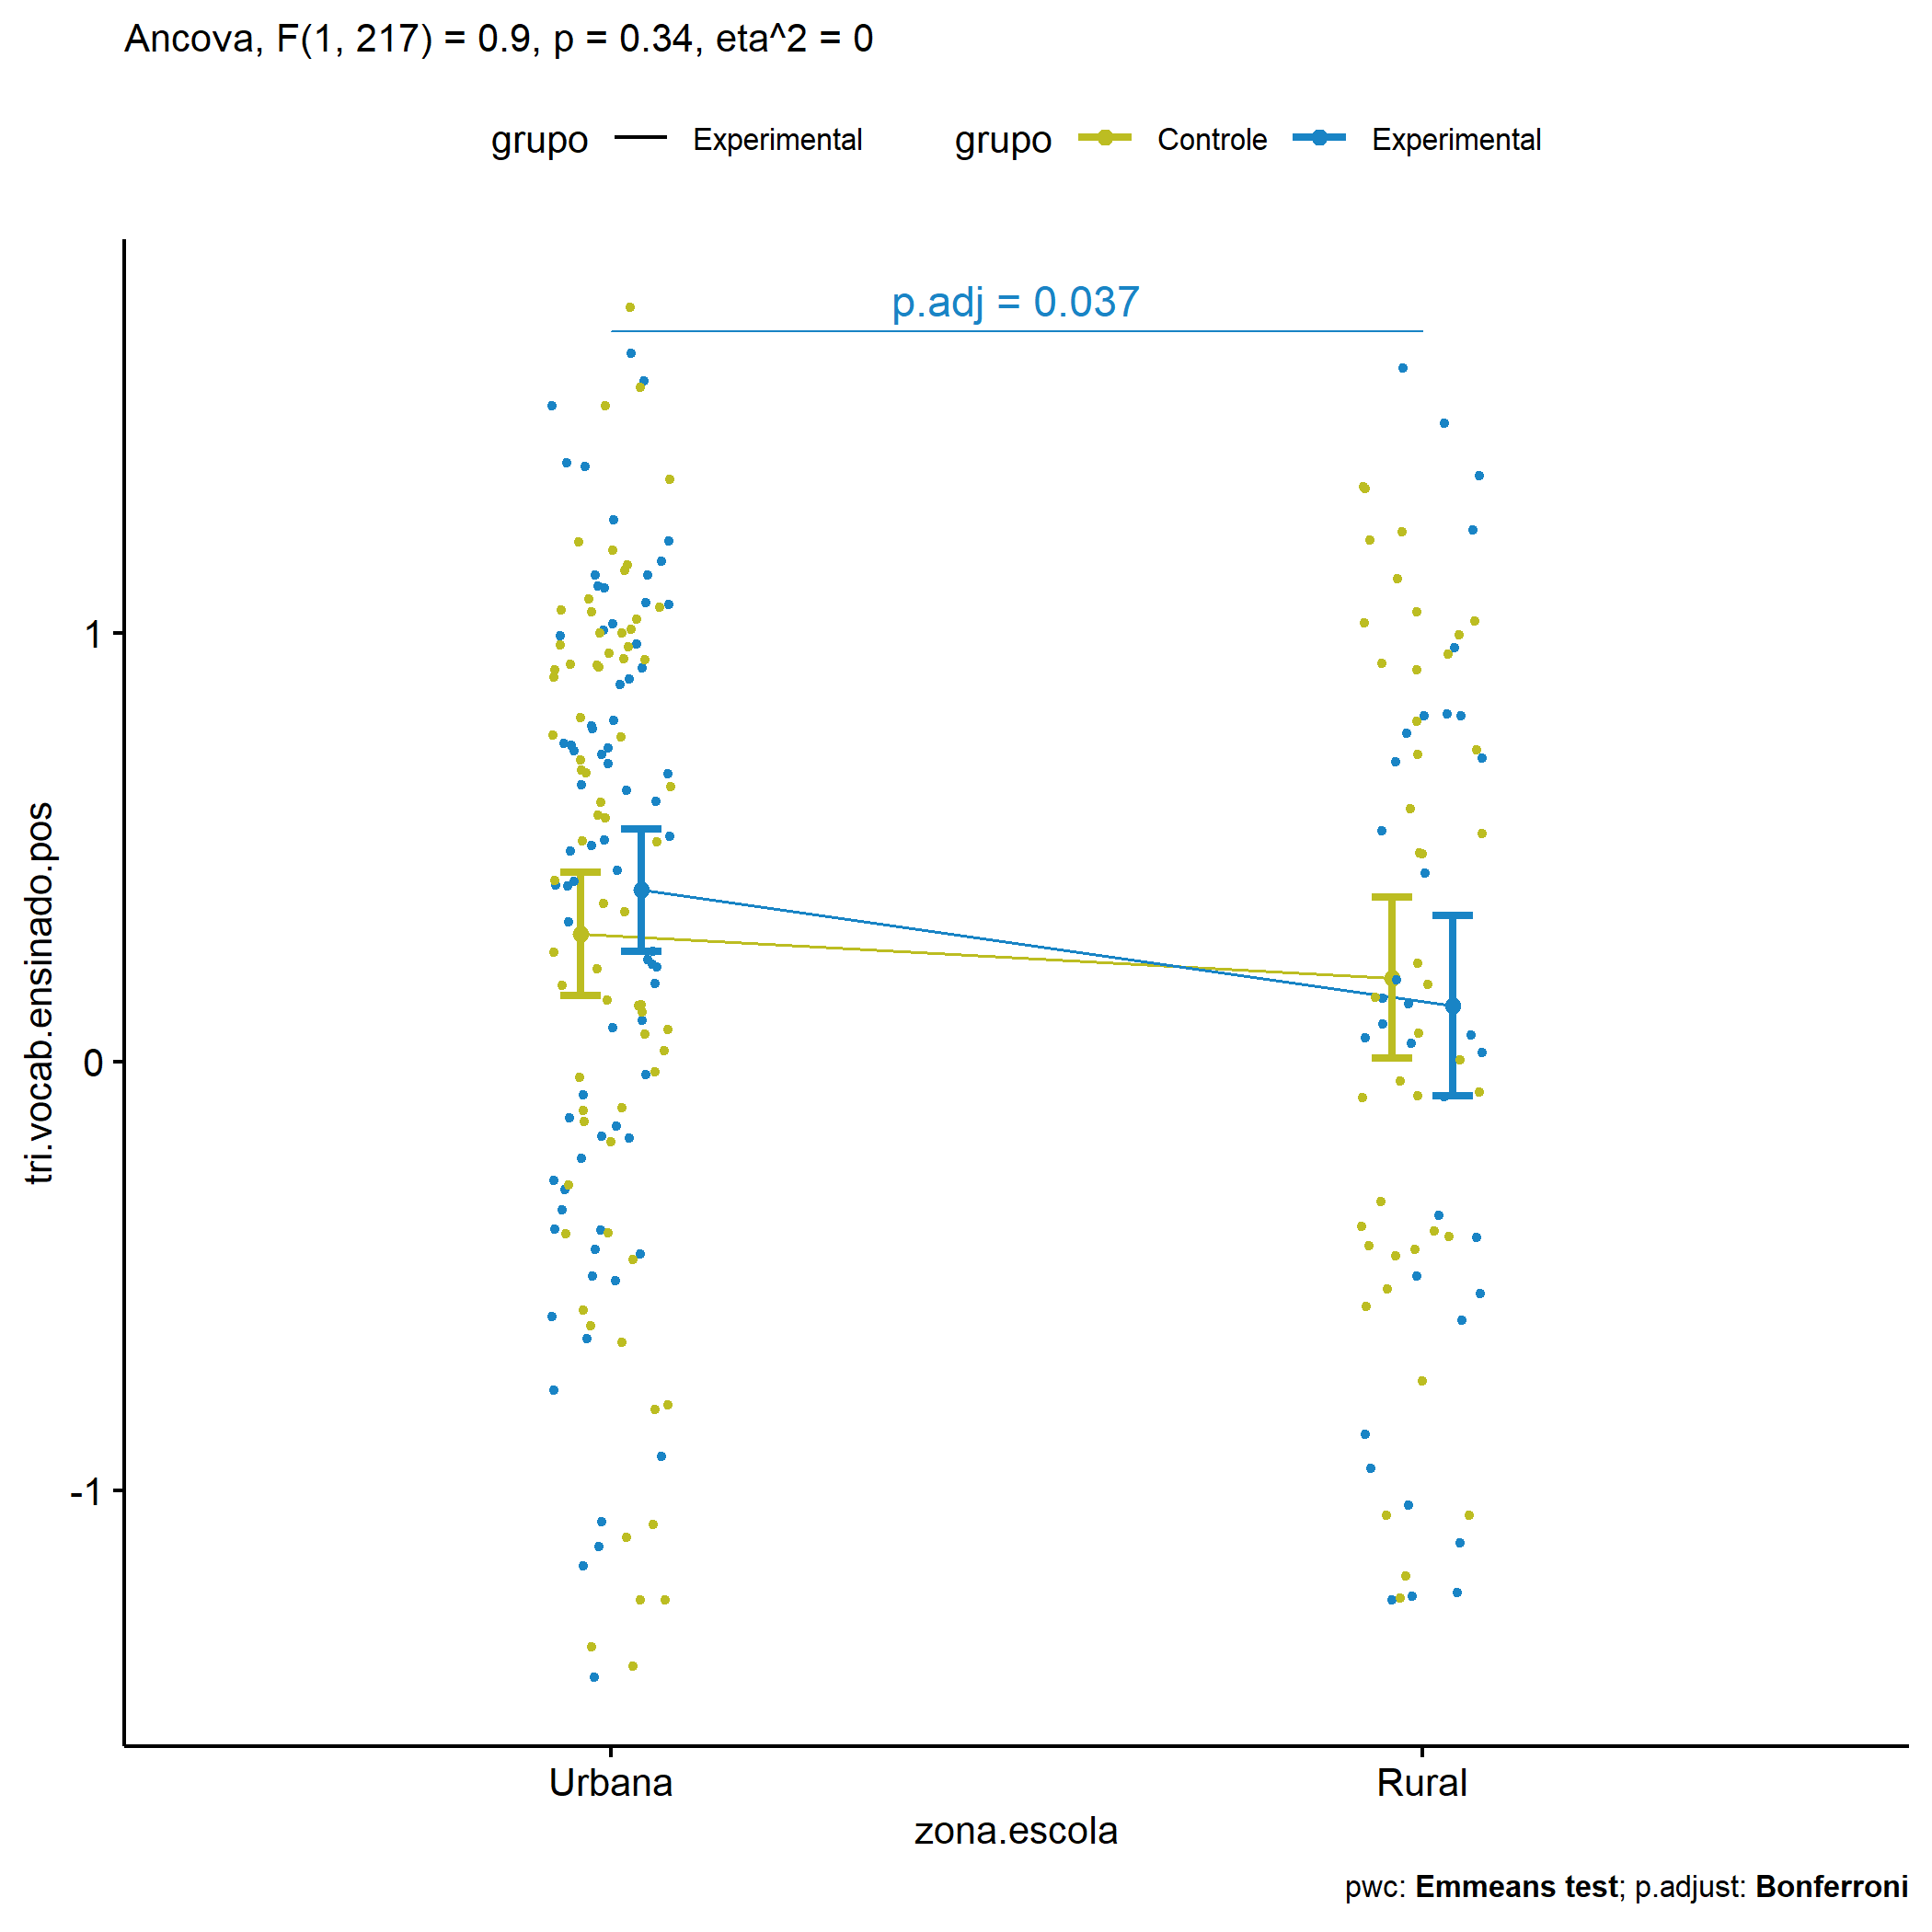 Ancova, F(1, 217) = 0.9, p = 0.34, eta^2 = 0
grupo Experimental grupo Controle Experimental
p.adj = 0.037
1
0
-1
tri.vocab.ensinado.pos
Urbana Rural
zona.escola
pwc: Emmeans test; p.adjust: Bonferroni